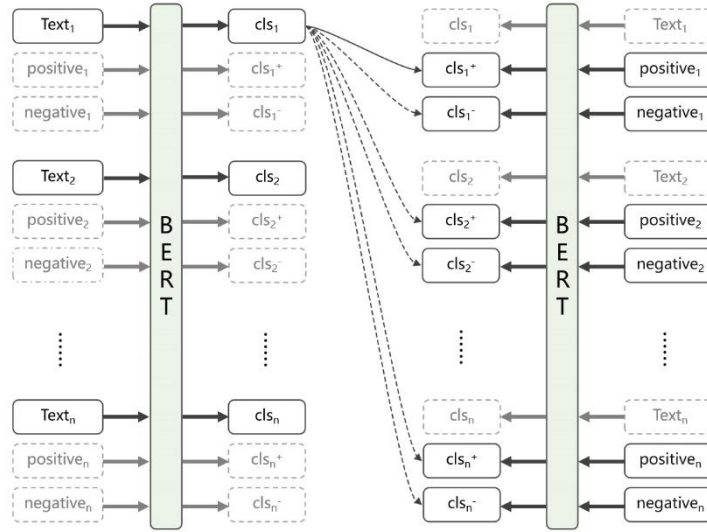 Text₁ cls₁ cls₁ Text₁
positive₁ cls₁⁺ cls₁⁺ positive₁
negative₁ cls₁⁻ cls₁⁻ negative₁
Text₂ cls₂ cls₂ Text₂
positive₂ cls₂⁺ cls₂⁺ positive₂
negative₂ cls₂⁻ cls₂⁻ negative₂
BERT BERT
Textₙ clsₙ clsₙ Textₙ
positiveₙ clsₙ⁺ clsₙ⁺ positiveₙ
negativeₙ clsₙ⁻ clsₙ⁻ negativeₙ